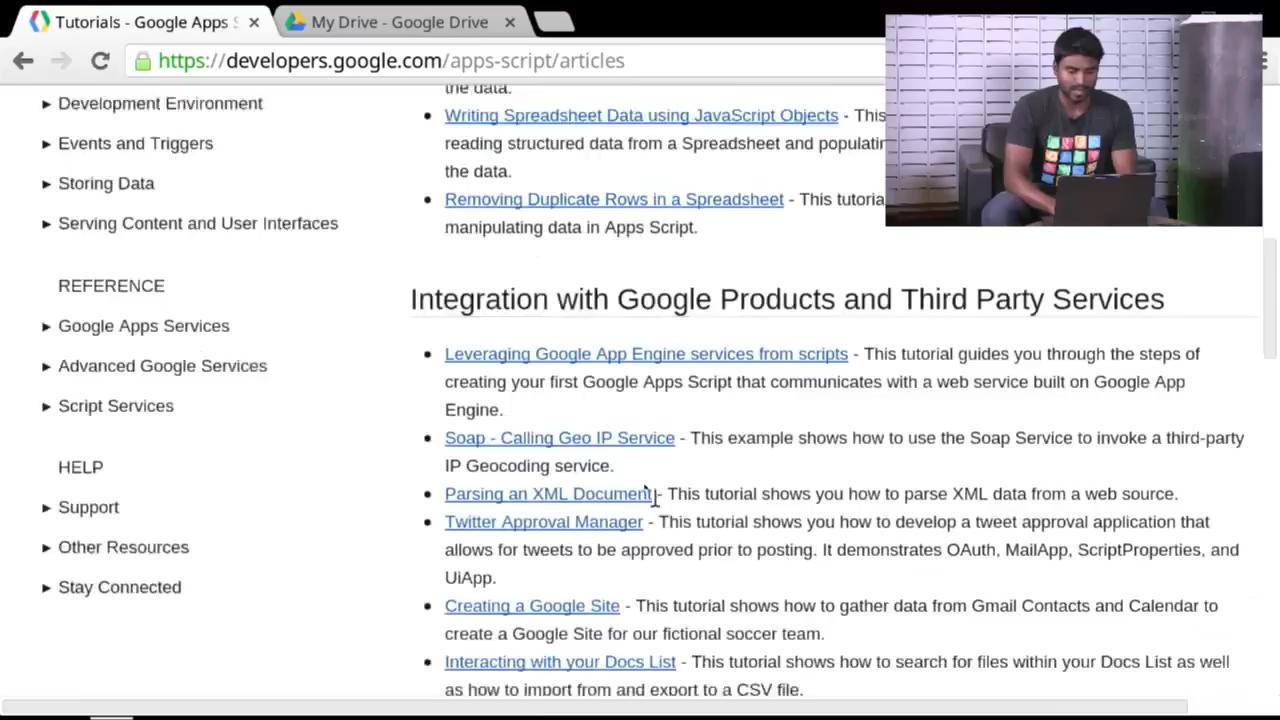 Tutorials - Google Apps S
My Drive - Google Drive
https://developers.google.com/apps-script/articles
Development Environment
Events and Triggers
Storing Data
Serving Content and User Interfaces
REFERENCE
Google Apps Services
Advanced Google Services
Script Services
HELP
Support
Other Resources
Stay Connected
the data.
Writing Spreadsheet Data using JavaScript Objects - This
reading structured data from a Spreadsheet and populatin
the data.
Removing Duplicate Rows in a Spreadsheet - This tutoria
manipulating data in Apps Script.
Integration with Google Products and Third Party Services
Leveraging Google App Engine services from scripts - This tutorial guides you through the steps of
creating your first Google Apps Script that communicates with a web service built on Google App
Engine.
Soap - Calling Geo IP Service - This example shows how to use the Soap Service to invoke a third-party
IP Geocoding service.
Parsing an XML Document - This tutorial shows you how to parse XML data from a web source.
Twitter Approval Manager - This tutorial shows you how to develop a tweet approval application that
allows for tweets to be approved prior to posting. It demonstrates OAuth, MailApp, ScriptProperties, and
UiApp.
Creating a Google Site - This tutorial shows how to gather data from Gmail Contacts and Calendar to
create a Google Site for our fictional soccer team.
Interacting with your Docs List - This tutorial shows how to search for files within your Docs List as well
as how to import from and export to a CSV file.